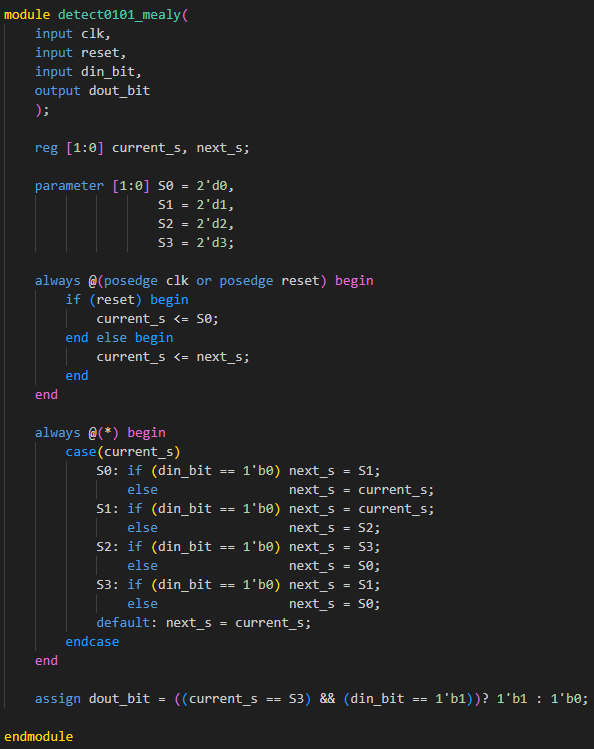 module detect0101_mealy(
    input clk,
    input reset,
    input din_bit,
    output dout_bit
    );
    reg [1:0] current_s, next_s;
    parameter [1:0] S0 = 2'd0,
                    S1 = 2'd1,
                    S2 = 2'd2,
                    S3 = 2'd3;
    always @(posedge clk or posedge reset) begin
        if (reset) begin
            current_s <= S0;
        end else begin
            current_s <= next_s;
        end
    end
    always @(*) begin
        case(current_s)
            S0: if (din_bit == 1'b0) next_s = S1;
                else                 next_s = current_s;
            S1: if (din_bit == 1'b0) next_s = current_s;
                else                 next_s = S2;
            S2: if (din_bit == 1'b0) next_s = S3;
                else                 next_s = S0;
            S3: if (din_bit == 1'b0) next_s = S1;
                else                 next_s = S0;
            default: next_s = current_s;
        endcase
    end
    assign dout_bit = ((current_s == S3) && (din_bit == 1'b1))? 1'b1 : 1'b0;
endmodule